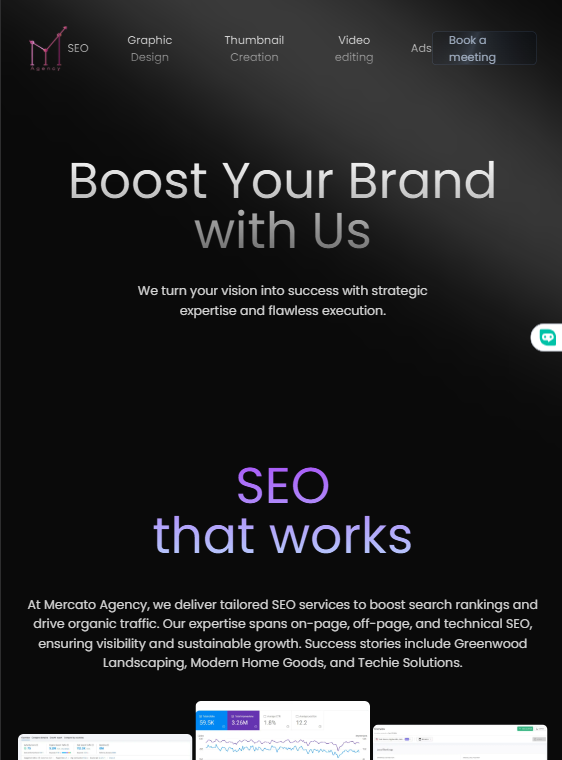 Agency
SEO
Graphic
Design
Thumbnail
Creation
Video
editing
Ads
Book a
meeting
Boost Your Brand
with Us
We turn your vision into success with strategic
expertise and flawless execution.
SEO
that works
At Mercato Agency, we deliver tailored SEO services to boost search rankings and
drive organic traffic. Our expertise spans on-page, off-page, and technical SEO,
ensuring visibility and sustainable growth. Success stories include Greenwood
Landscaping, Modern Home Goods, and Techie Solutions.
59.5K
3.26M
1.8%
12.2